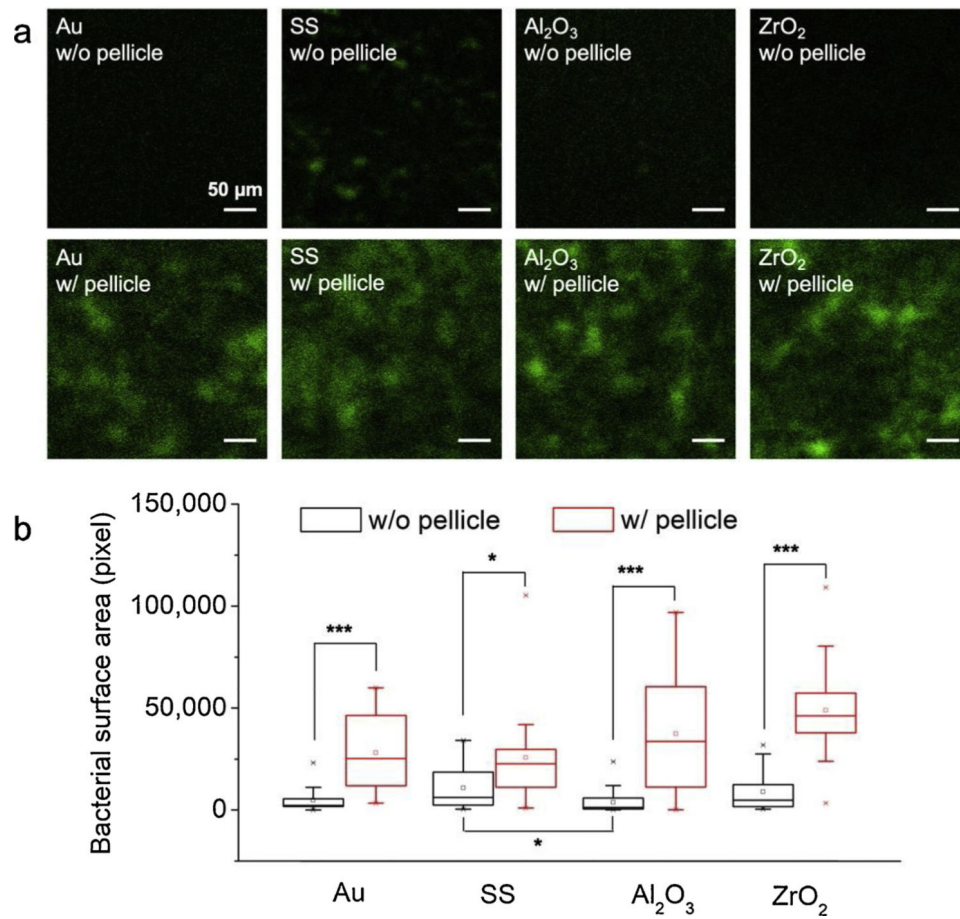 a
Au
w/o pellicle
50 µm
SS
w/o pellicle
Al₂O₃
w/o pellicle
ZrO₂
w/o pellicle
Au
w/ pellicle
SS
w/ pellicle
Al₂O₃
w/ pellicle
ZrO₂
w/ pellicle
b
Bacterial surface area (pixel)
150,000
100,000
50,000
0
w/o pellicle
w/ pellicle
***
*
***
***
*
Au
SS
Al₂O₃
ZrO₂